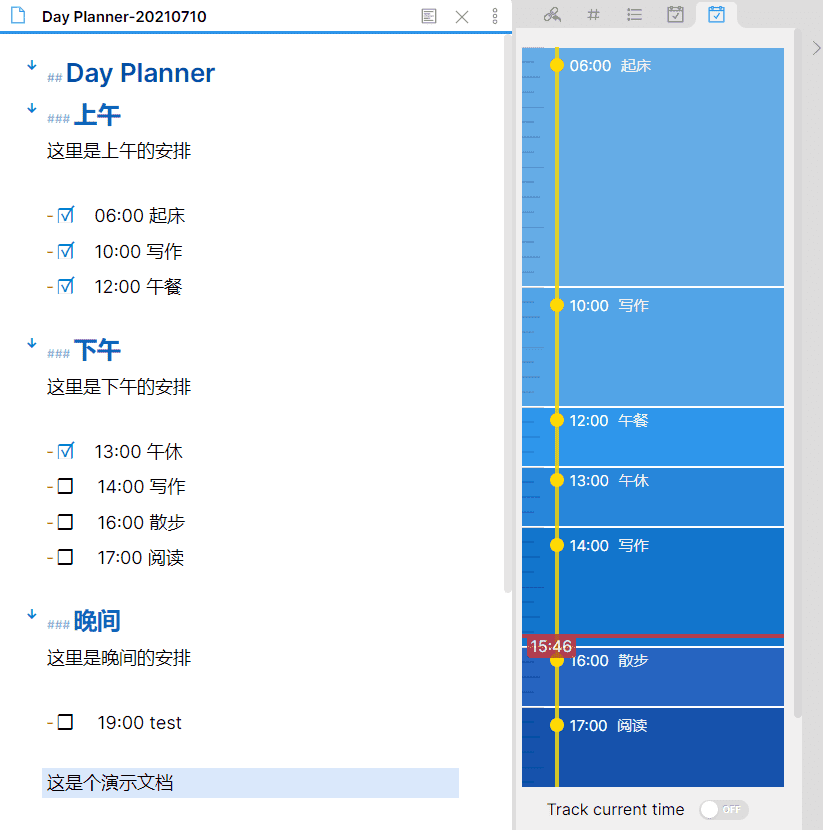 Day Planner-20210710
## Day Planner
### 上午
这里是上午的安排
- 06:00 起床
- 10:00 写作
- 12:00 午餐
### 下午
这里是下午的安排
- 13:00 午休
- 14:00 写作
- 16:00 散步
- 17:00 阅读
### 晚间
这里是晚间的安排
- 19:00 test
这是个演示文档
06:00 起床
10:00 写作
12:00 午餐
13:00 午休
14:00 写作
15:46
16:00 散步
17:00 阅读
Track current time OFF